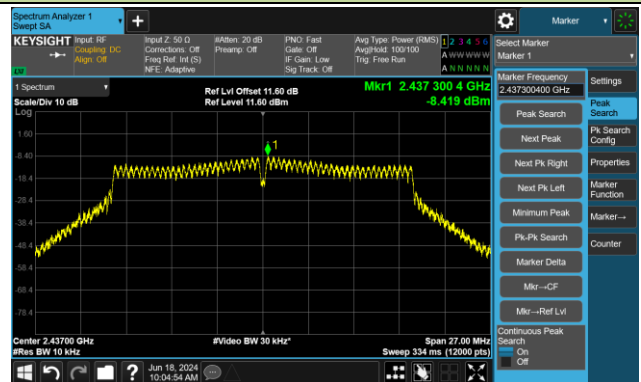 Spectrum Analyzer 1
Swept SA
Marker
KEYSIGHT
Input: RF
Coupling: DC
Align: Off
Input Z: 50 Ω
Corrections: Off
Freq Ref: Int (S)
NFE: Adaptive
#Atten: 20 dB
Preamp: Off
PNO: Fast
Gate: Off
IF Gain: Low
Sig Track: Off
Avg Type: Power (RMS)
Avg|Hold: 100/100
Trig: Free Run
1 2 3 4 5 6
A W W W W W
A N N N N N
Select Marker
Marker 1
1 Spectrum
Scale/Div 10 dB
Log
Ref Lvl Offset 11.60 dB
Ref Level 11.60 dBm
Mkr1 2.437 300 4 GHz
-8.419 dBm
1.60
-8.40
-18.4
-28.4
-38.4
-48.4
-58.4
-68.4
-78.4
1
Center 2.43700 GHz
#Res BW 10 kHz
#Video BW 30 kHz*
Span 27.00 MHz
Sweep 334 ms (12000 pts)
Marker Frequency
2.437300400 GHz
Peak Search
Next Peak
Next Pk Right
Next Pk Left
Minimum Peak
Pk-Pk Search
Marker Delta
Mkr→CF
Mkr→Ref Lvl
Continuous Peak
Search
On
Off
Settings
Peak
Search
Pk Search
Config
Properties
Marker
Function
Marker→
Counter
Jun 18, 2024
10:04:54 AM